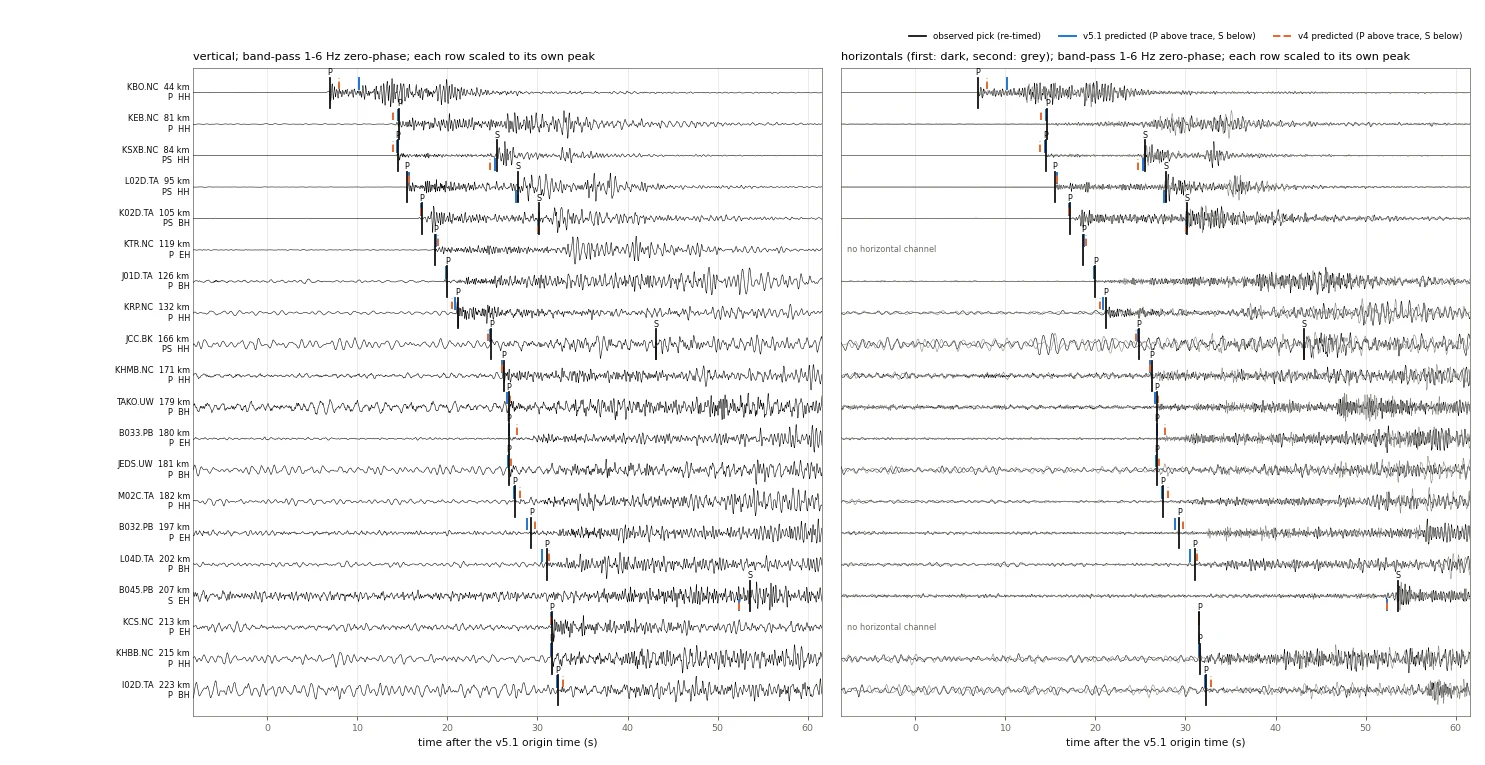 observed pick (re-timed) v5.1 predicted (P above trace, S below) v4 predicted (P above trace, S below)
vertical; band-pass 1-6 Hz zero-phase; each row scaled to its own peak
horizontals (first: dark, second: grey); band-pass 1-6 Hz zero-phase; each row scaled to its own peak
KBO.NC 44 km
P HH
P
P
KEB.NC 81 km
P HH
P
P
KSXB.NC 84 km
PS HH
P
S
P
S
L02D.TA 95 km
PS HH
P
S
P
S
K02D.TA 105 km
PS BH
P
S
P
S
KTR.NC 119 km
P EH
P
P
no horizontal channel
J01D.TA 126 km
P BH
P
P
KRP.NC 132 km
P HH
P
P
JCC.BK 166 km
PS HH
P
S
P
S
KHMB.NC 171 km
P HH
P
P
TAKO.UW 179 km
P BH
P
P
B033.PB 180 km
P EH
P
P
JEDS.UW 181 km
P BH
P
P
M02C.TA 182 km
P HH
P
P
B032.PB 197 km
P EH
P
P
L04D.TA 202 km
P BH
P
P
B045.PB 207 km
S EH
S
S
KCS.NC 213 km
P EH
P
P
no horizontal channel
KHBB.NC 215 km
P HH
P
P
I02D.TA 223 km
P BH
P
P
0 10 20 30 40 50 60
0 10 20 30 40 50 60
time after the v5.1 origin time (s)
time after the v5.1 origin time (s)